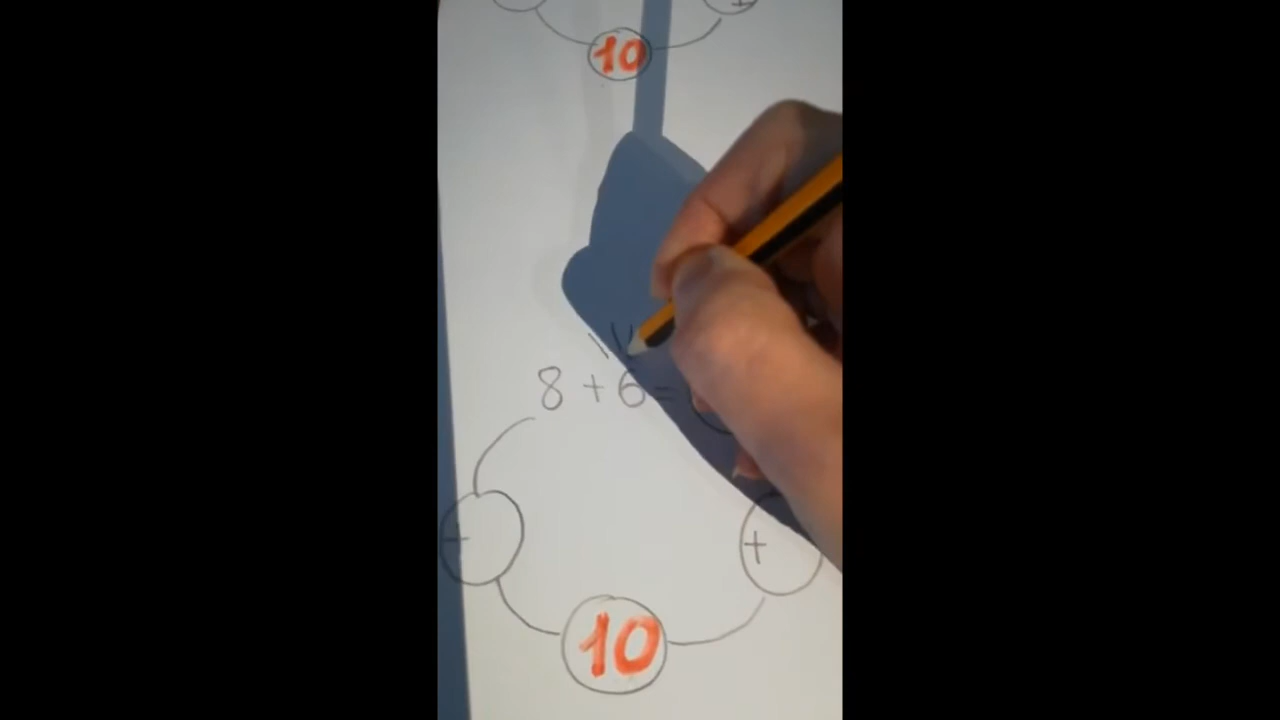 10
8 + 6 =
+ +
10